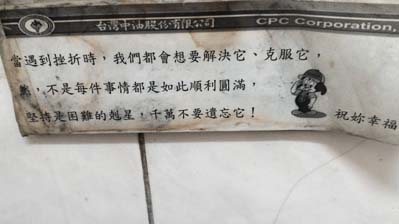 台灣中油股份有限公司 CPC Corporation,
當遇到挫折時，我們都會想要解決它、克服它，
，不是每件事情都是如此順利圓滿，
堅持是困難的剋星，千萬不要遺忘它！ 祝妳幸福